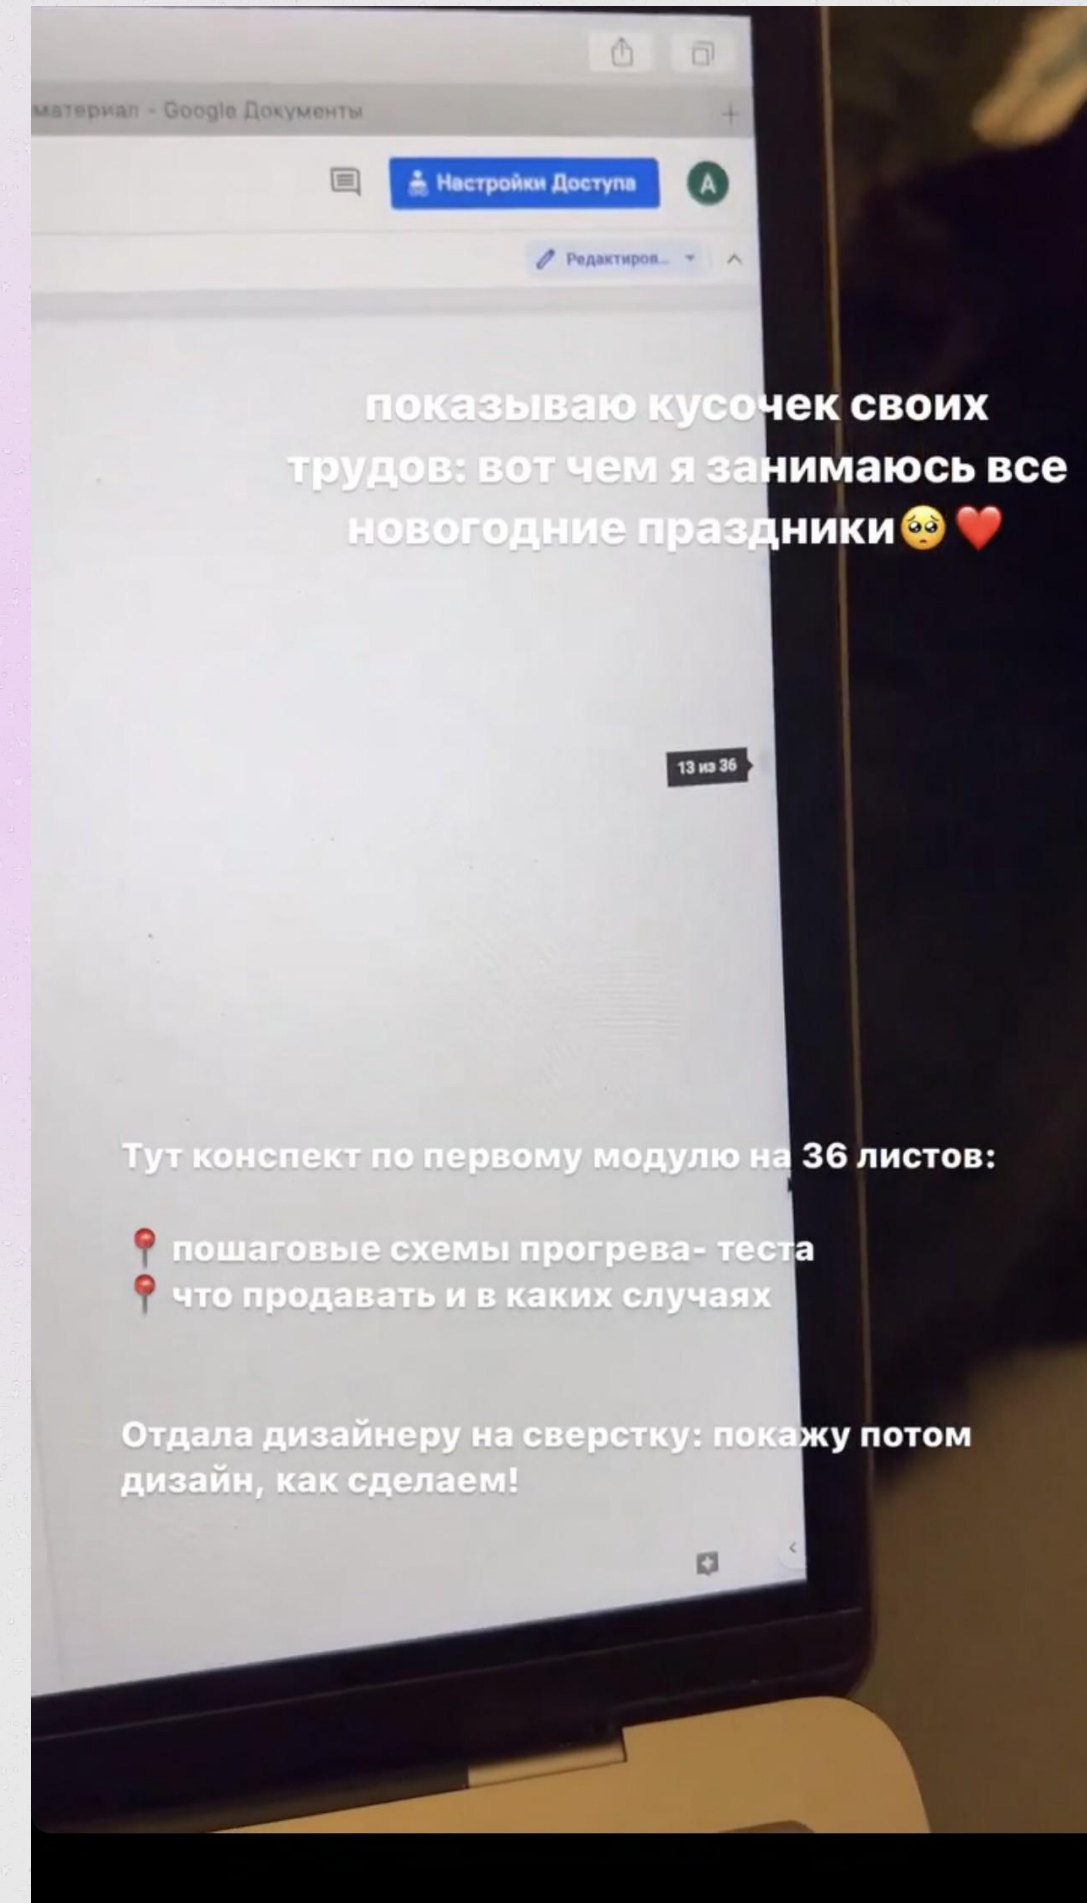 материал - Google Документы
Настройки Доступа
А
Редактиров...
показываю кусочек своих
трудов: вот чем я занимаюсь все
новогодние праздники🥺❤️
13 из 36
Тут конспект по первому модулю на 36 листов:
📍 пошаговые схемы прогрева- теста
📍 что продавать и в каких случаях
Отдала дизайнеру на сверстку: покажу потом
дизайн, как сделаем!